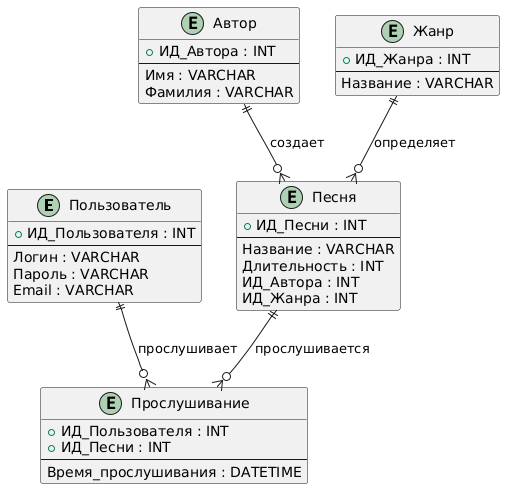 E Автор
ИД_Автора : INT
Имя : VARCHAR
Фамилия : VARCHAR
E Жанр
ИД_Жанра : INT
Название : VARCHAR
создает
определяет
E Пользователь
ИД_Пользователя : INT
Логин : VARCHAR
Пароль : VARCHAR
Email : VARCHAR
E Песня
ИД_Песни : INT
Название : VARCHAR
Длительность : INT
ИД_Автора : INT
ИД_Жанра : INT
прослушивает
прослушивается
E Прослушивание
ИД_Пользователя : INT
ИД_Песни : INT
Время_прослушивания : DATETIME